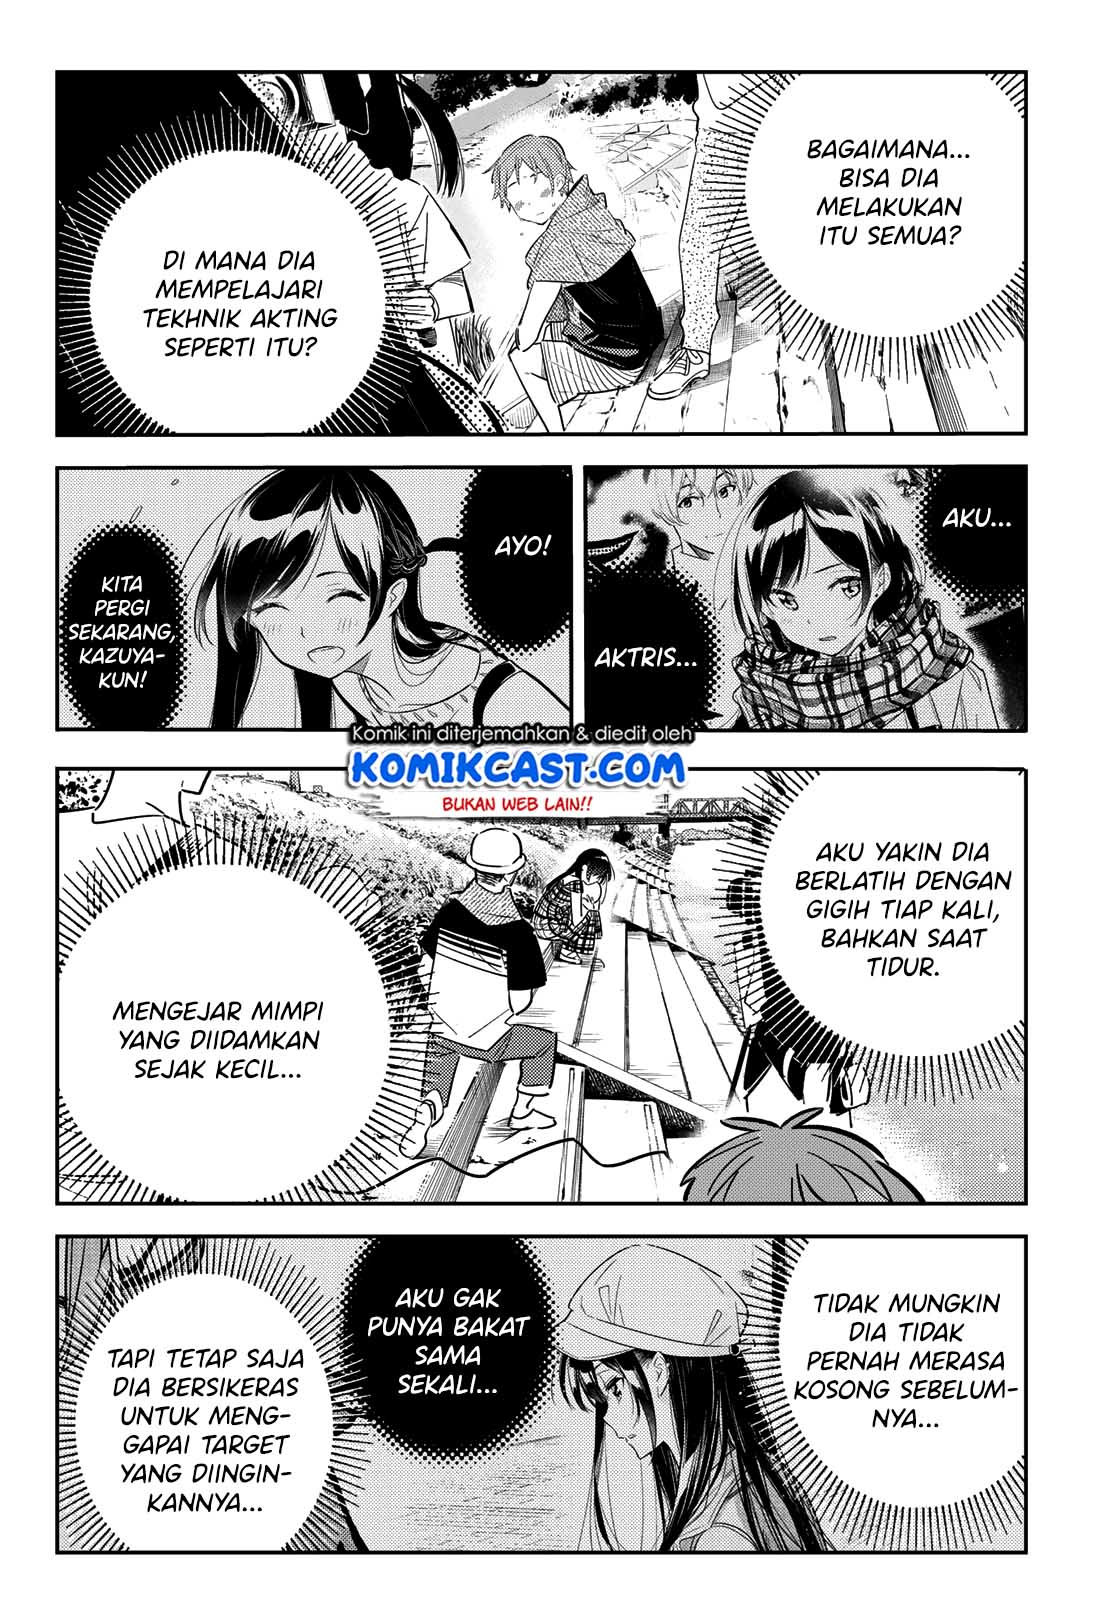 BAGAIMANA...
BISA DIA
MELAKUKAN
ITU SEMUA?
DI MANA DIA
MEMPELAJARI
TEKHNIK AKTING
SEPERTI ITU?
AKU...
AKTRIS...
AYO!
KITA
PERGI
SEKARANG,
KAZUYA-
KUN!
Komik ini diterjemahkan & diedit oleh
KOMIKCAST.COM
BUKAN WEB LAIN!!
AKU YAKIN DIA
BERLATIH DENGAN
GIGIH TIAP KALI,
BAHKAN SAAT
TIDUR.
MENGEJAR MIMPI
YANG DIIDAMKAN
SEJAK KECIL...
TIDAK MUNGKIN
DIA TIDAK
PERNAH MERASA
KOSONG SEBELUM-
NYA...
AKU GAK
PUNYA BAKAT
SAMA
SEKALI...
TAPI TETAP SAJA
DIA BERSIKERAS
UNTUK MENG-
GAPAI TARGET
YANG DIINGIN-
KANNYA...